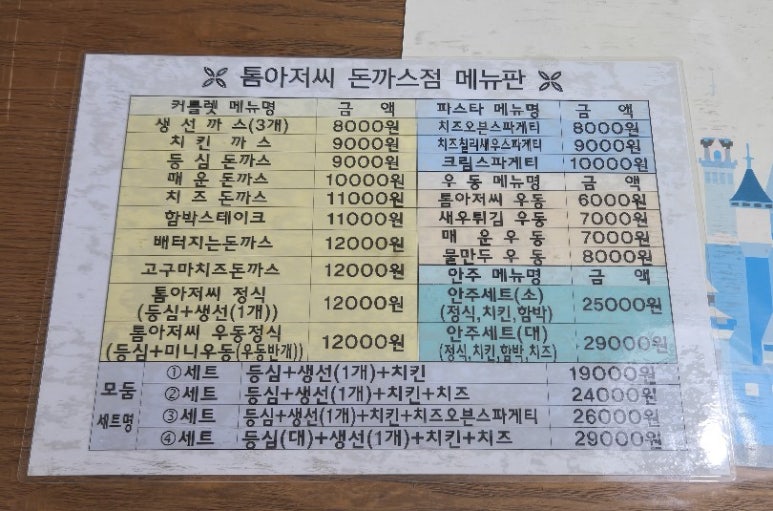 톰아저씨 돈까스점 메뉴판
커틀렛 메뉴명 금 액
생 선 까 스(3개) 8000원
치 킨 까 스 9000원
등 심 돈까스 9000원
매 운 돈까스 10000원
치 즈 돈까스 11000원
함박스테이크 11000원
배터지는돈까스 12000원
고구마치즈돈까스 12000원
톰아저씨 정식
(등심+생선(1개)) 12000원
톰아저씨 우동정식
(등심+미니우동(우동반개)) 12000원
파스타 메뉴명 금 액
치즈오븐스파게티 8000원
치즈칠리새우스파게티 9000원
크림스파게티 10000원
우 동 메뉴명 금 액
톰아저씨 우동 6000원
새우튀김 우동 7000원
매 운 우 동 7000원
물만두 우동 8000원
안주 메뉴명 금 액
안주세트(소)
(정식,치킨,함박) 25000원
안주세트(대)
(정식,치킨,함박,치즈) 29000원
모둠
세트명
①세트 등심+생선(1개)+치킨 19000원
②세트 등심+생선(1개)+치킨+치즈 24000원
③세트 등심+생선(1개)+치킨+치즈오븐스파게티 26000원
④세트 등심(대)+생선(1개)+치킨+치즈 29000원